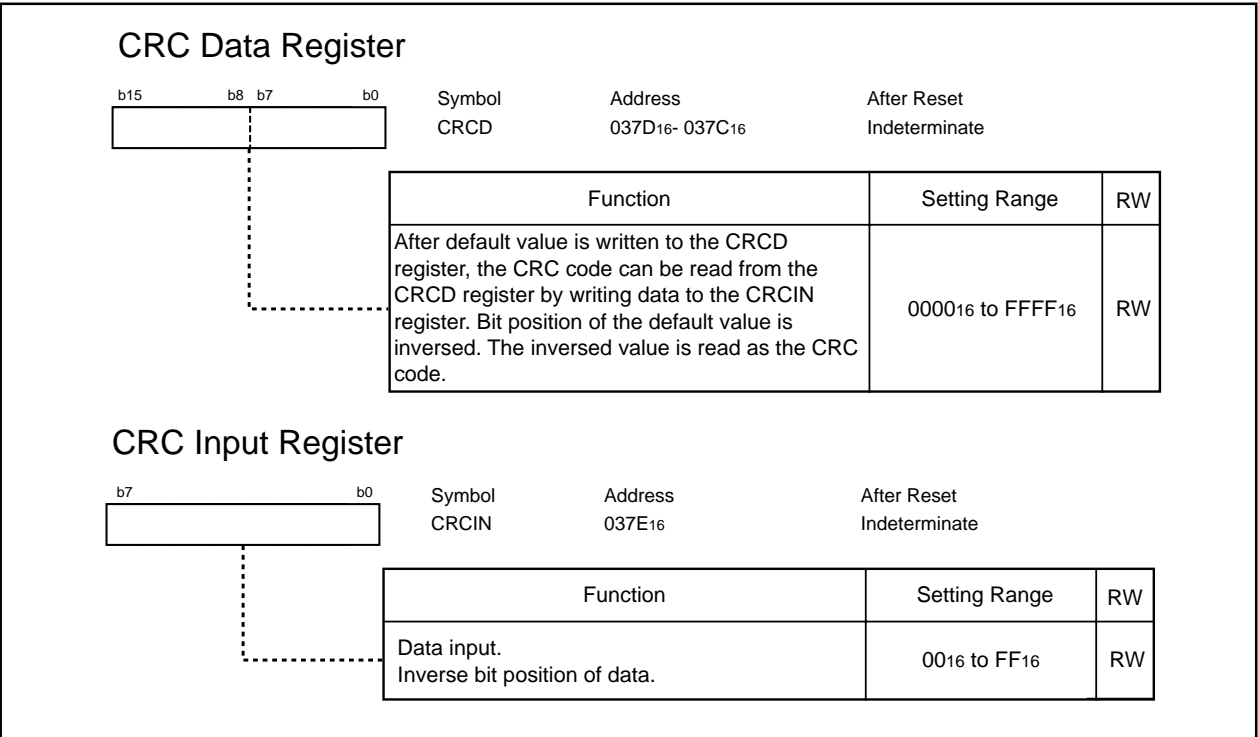 CRC Data Register
b15 b8 b7 b0 Symbol Address After Reset
CRCD 037D16- 037C16 Indeterminate
Function Setting Range RW
After default value is written to the CRCD
register, the CRC code can be read from the
CRCD register by writing data to the CRCIN
register. Bit position of the default value is
inversed. The inversed value is read as the CRC
code.
000016 to FFFF16 RW
CRC Input Register
b7 b0 Symbol Address After Reset
CRCIN 037E16 Indeterminate
Function Setting Range RW
Data input.
Inverse bit position of data.
0016 to FF16 RW